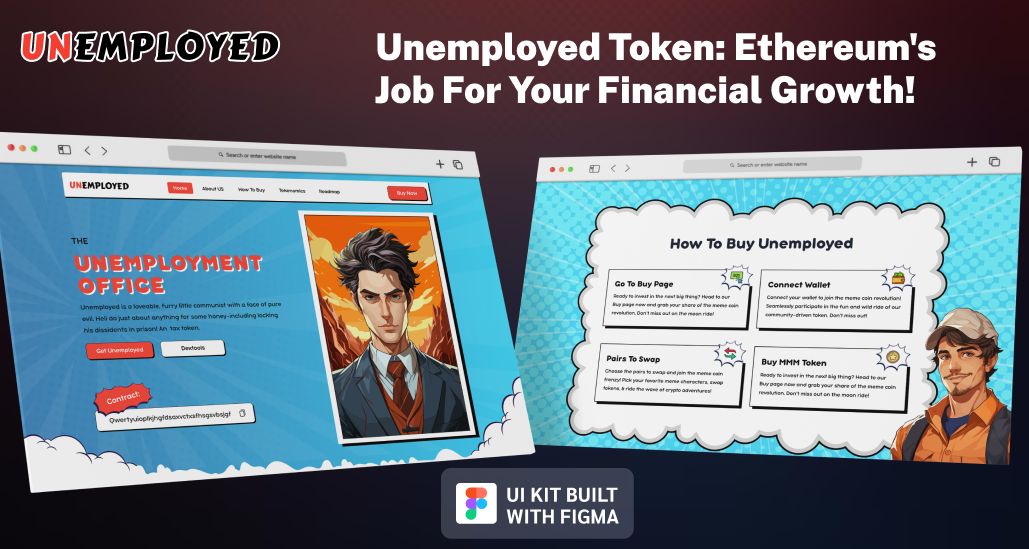 UNEMPLOYED
Unemployed Token: Ethereum's
Job For Your Financial Growth!
Search or enter website name
UNEMPLOYED
Home
About US
How To Buy
Tokenomics
Roadmap
Buy Now
THE
UNEMPLOYMENT
OFFICE
Unemployed is a loveable, furry little communist with a face of pure
evil. Hell do just about anything for some honey-including locking
his dissidents in prison! An tax token.
Get Unemployed
Dextools
Contract:
Search or enter website name
How To Buy Unemployed
Go To Buy Page
Ready to invest in the next big thing? Head to our
Buy page now and grab your share of the meme coin
revolution. Don't miss out on the moon ride!
Connect Wallet
Connect your wallet to join the meme coin revolution!
Seamlessly participate in the fun and wild ride of our
community-driven token. Don't miss out!
Pairs To Swap
Choose the pairs to swap and join the meme coin
frenzy! Pick your favorite meme characters, swap
tokens, & ride the wave of crypto adventures!
Buy MMM Token
Ready to invest in the next big thing? Head to our
Buy page now and grab your share of the meme coin
revolution. Don't miss out on the moon ride!
UI KIT BUILT
WITH FIGMA